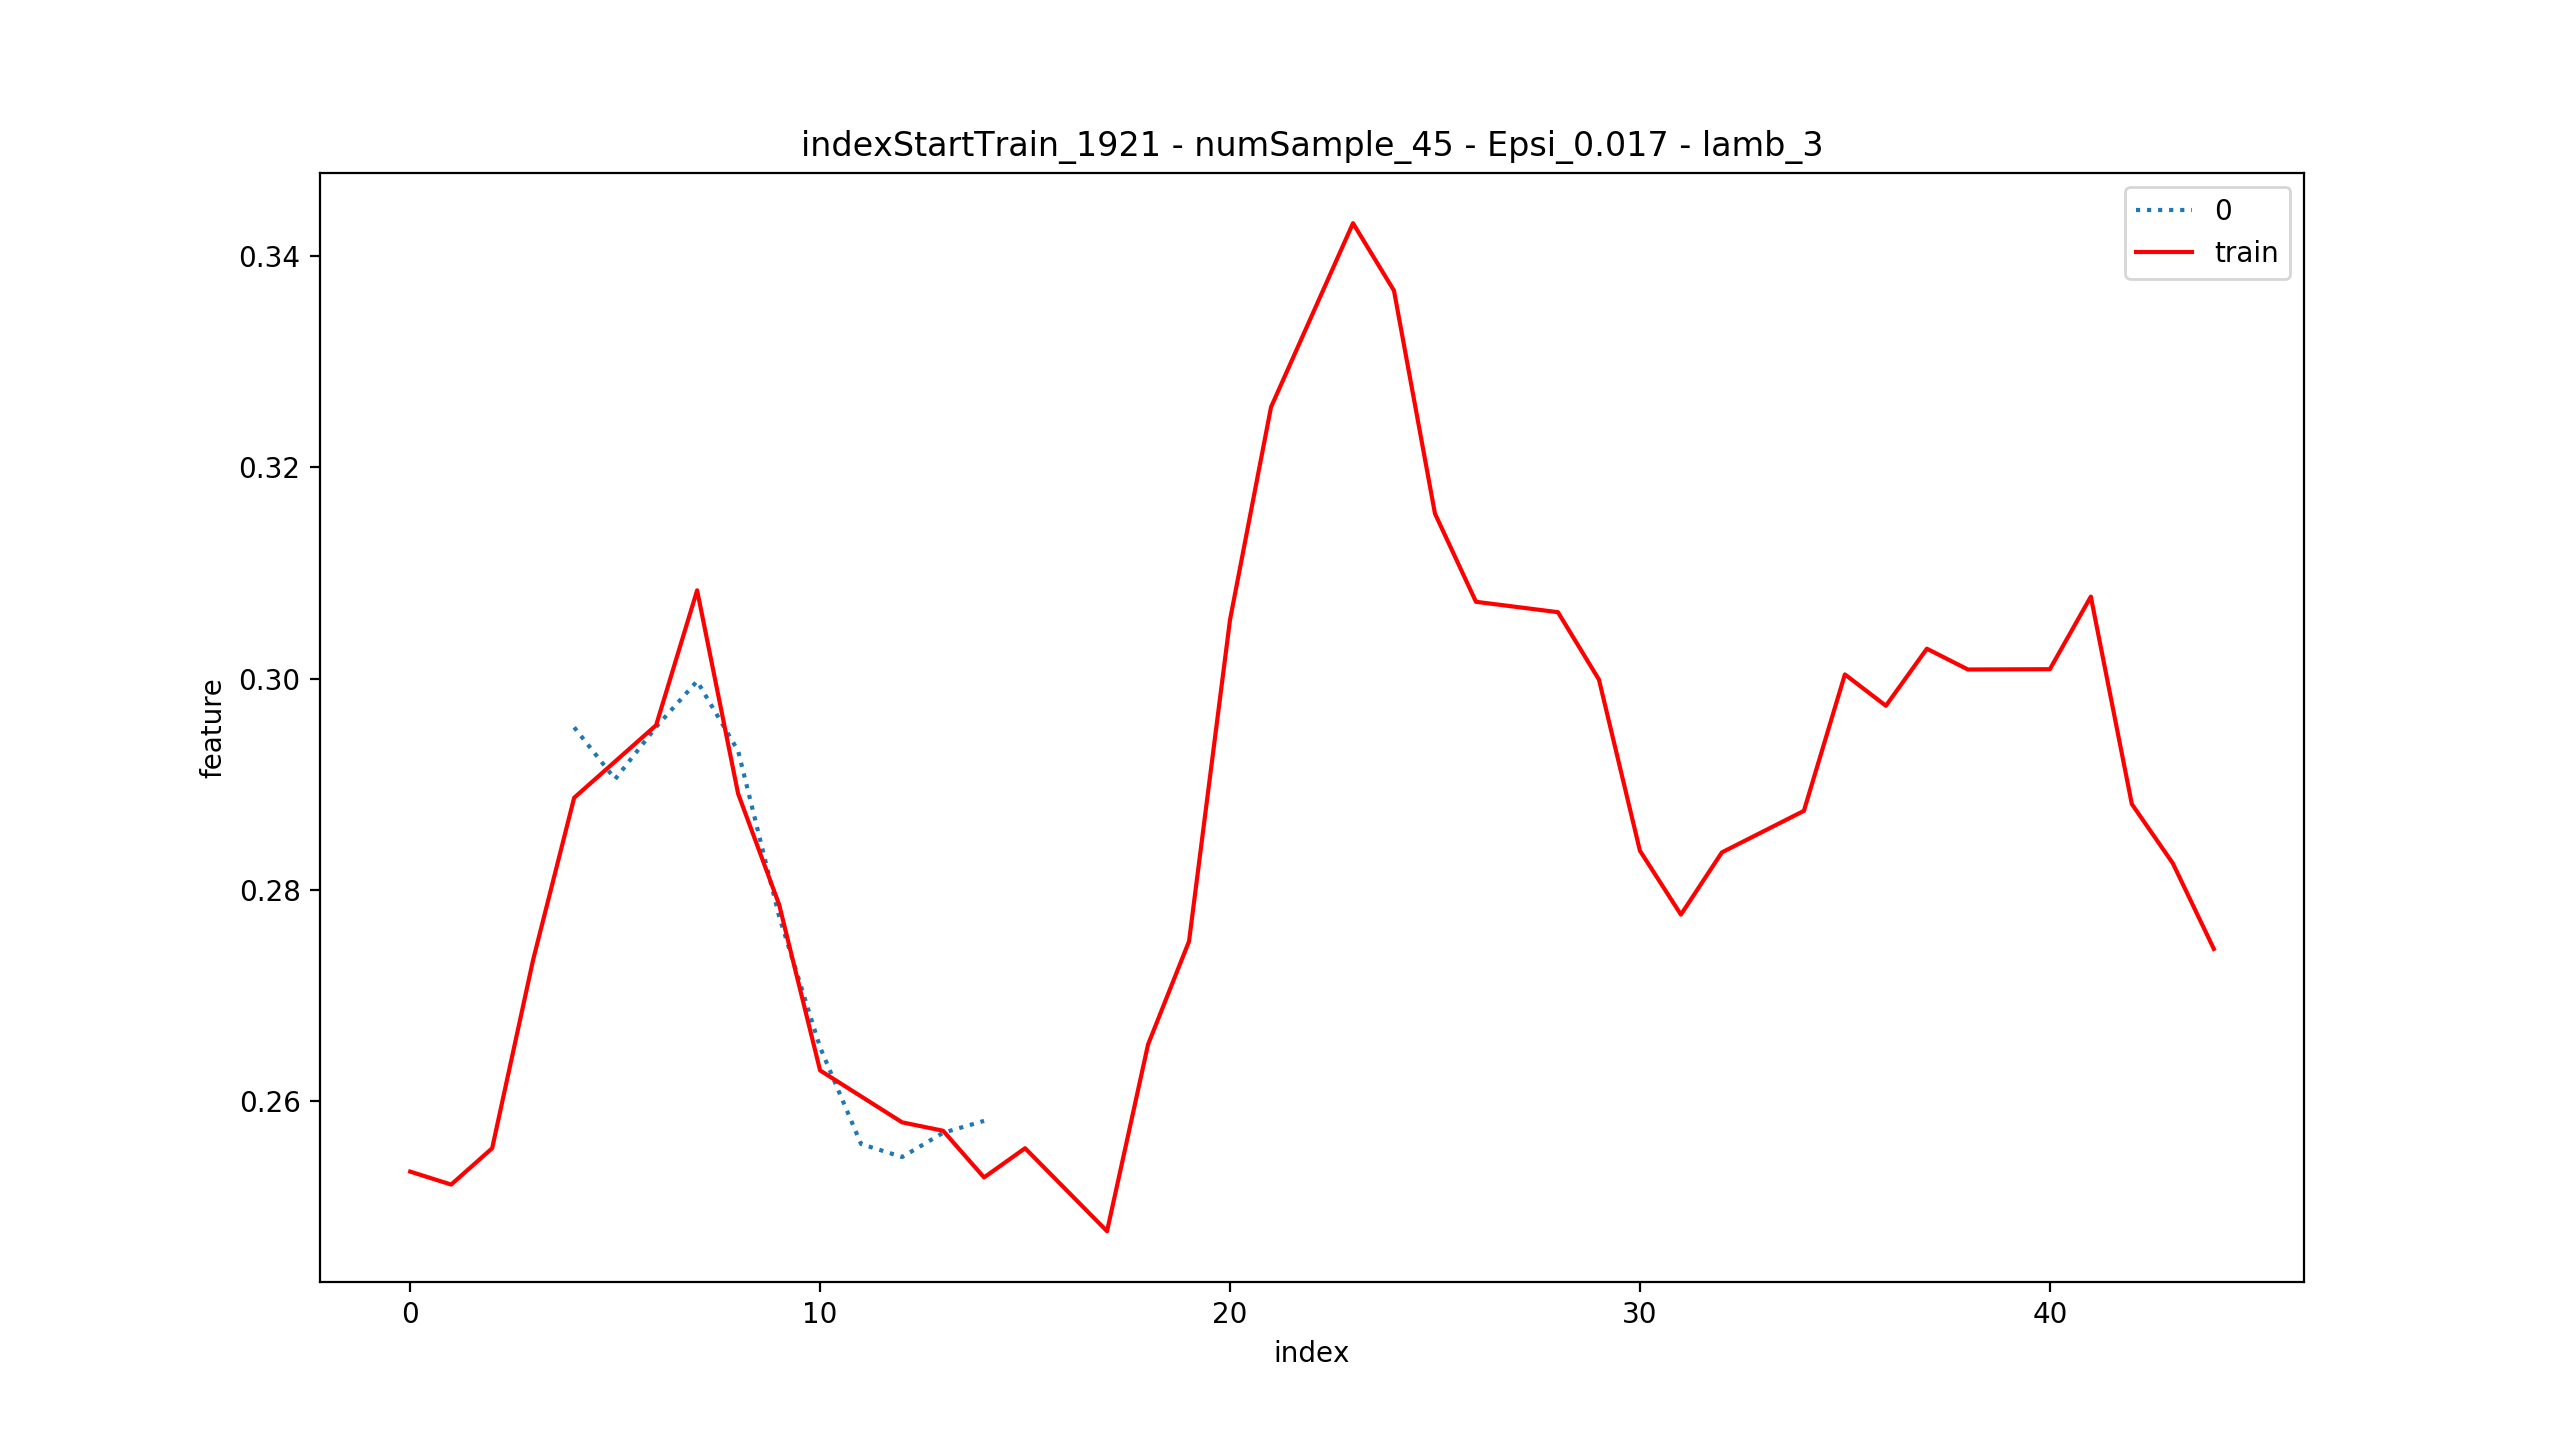 indexStartTrain_1921 - numSample_45 - Epsi_0.017 - lamb_3
0
train
0.34
0.32
0.30
0.28
0.26
feature
0 10 20 30 40
index